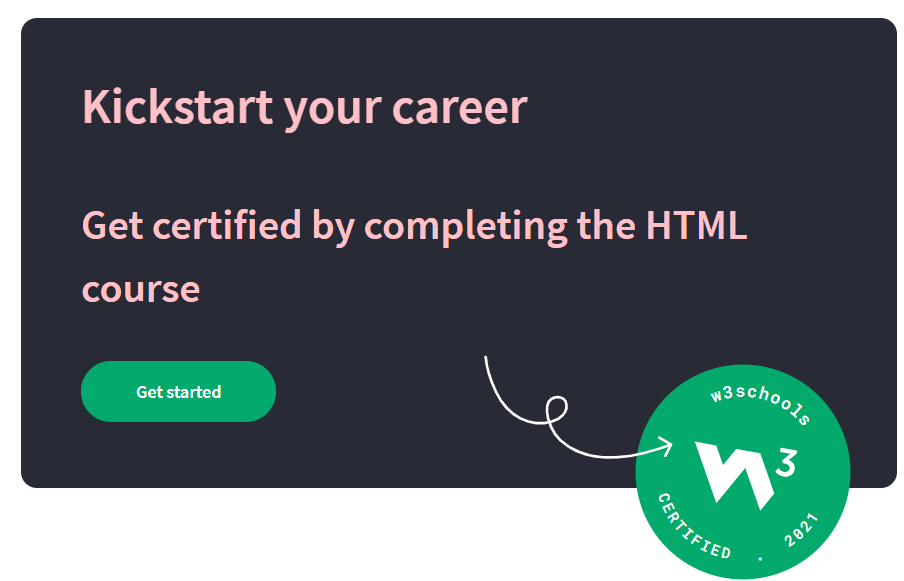 Kickstart your career
Get certified by completing the HTML
course
Get started
w3schools
W3
CERTIFIED . 2021